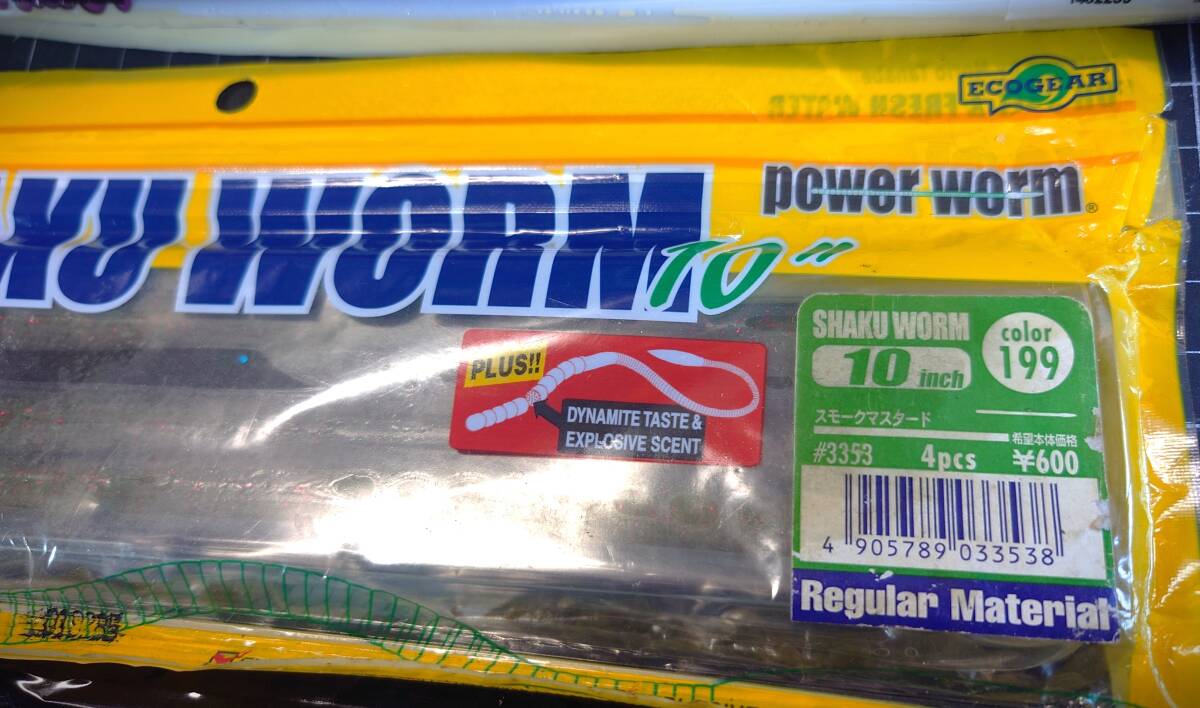 ECOGEAR
power worm®
KU WORM
10"
PLUS!!
DYNAMITE TASTE &
EXPLOSIVE SCENT
SHAKU WORM
10 inch
color
199
スモークマスタード
希望本体価格
#3353 4pcs ¥600
4 905789 033538
Regular Material